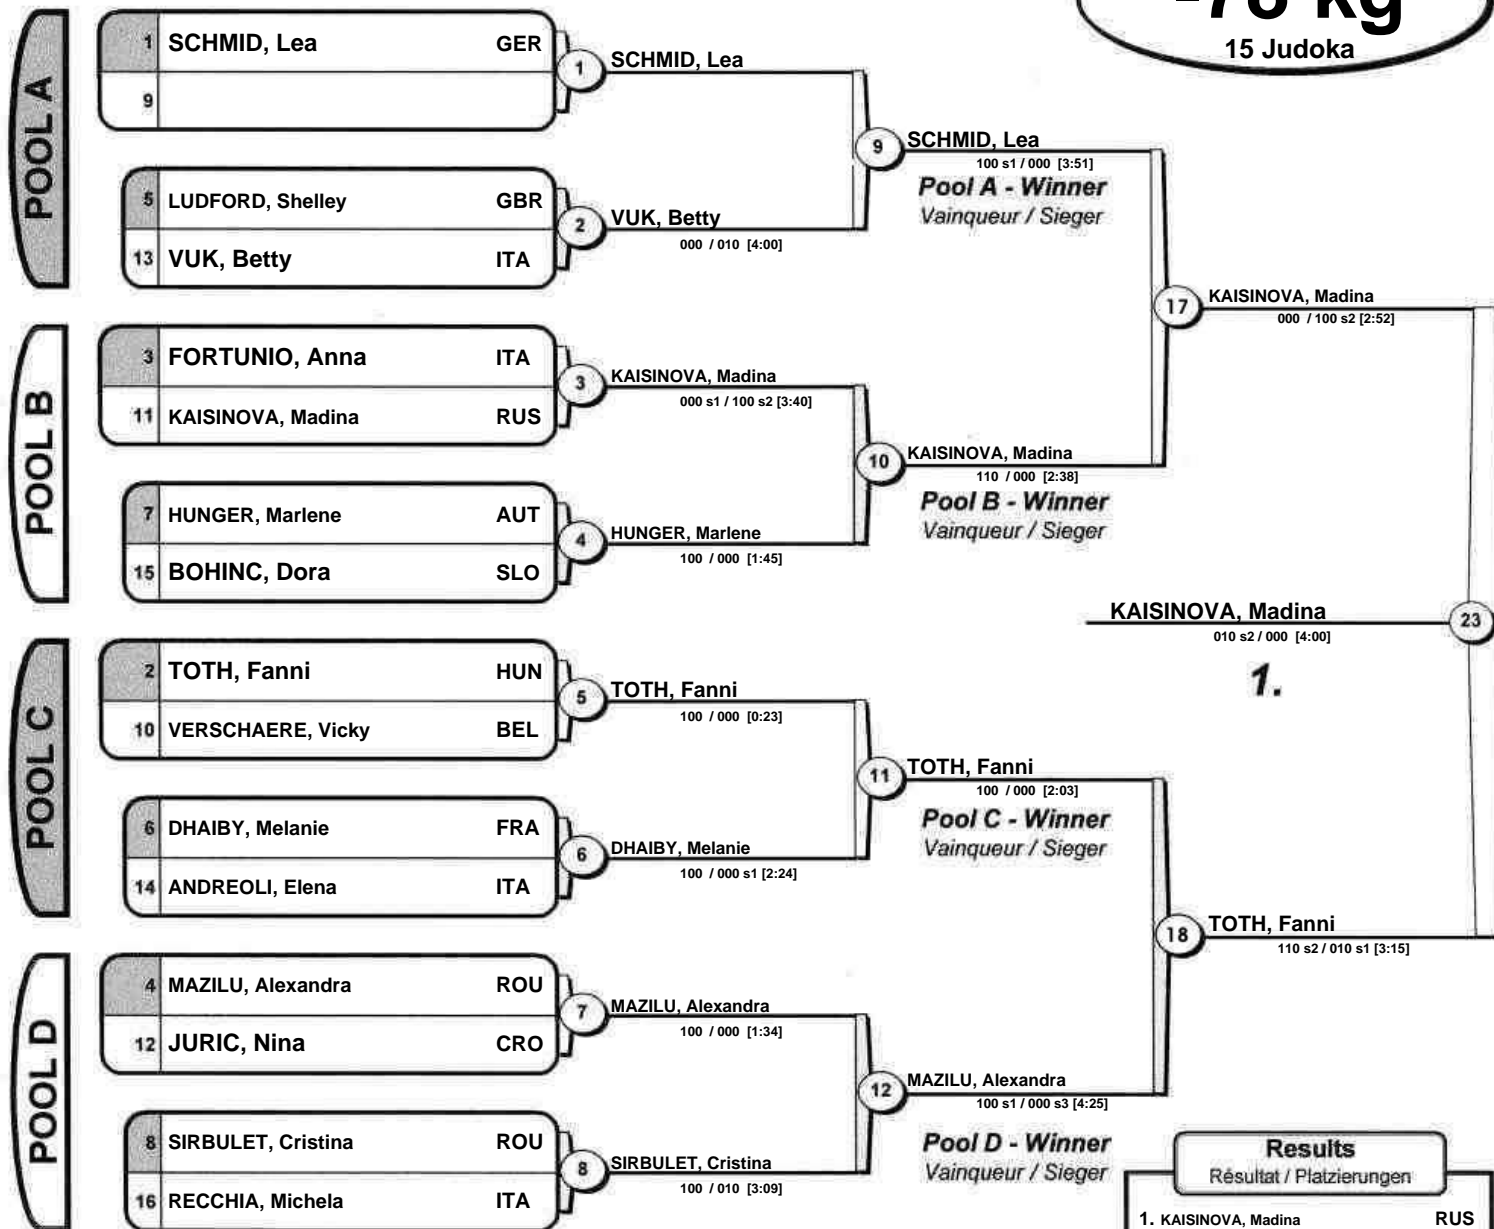 -78 kg
15 Judoka
POOL A
1 SCHMID, Lea GER
9
1 SCHMID, Lea
5 LUDFORD, Shelley GBR
13 VUK, Betty ITA
2 VUK, Betty
000 / 010 [4:00]
9 SCHMID, Lea
100 s1 / 000 [3:51]
Pool A - Winner
Vainqueur / Sieger
POOL B
3 FORTUNIO, Anna ITA
11 KAISINOVA, Madina RUS
3 KAISINOVA, Madina
000 s1 / 100 s2 [3:40]
7 HUNGER, Marlene AUT
15 BOHINC, Dora SLO
4 HUNGER, Marlene
100 / 000 [1:45]
10 KAISINOVA, Madina
110 / 000 [2:38]
Pool B - Winner
Vainqueur / Sieger
17 KAISINOVA, Madina
000 / 100 s2 [2:52]
KAISINOVA, Madina 23
010 s2 / 000 [4:00]
1.
POOL C
2 TOTH, Fanni HUN
10 VERSCHAERE, Vicky BEL
5 TOTH, Fanni
100 / 000 [0:23]
6 DHAIBY, Melanie FRA
14 ANDREOLI, Elena ITA
6 DHAIBY, Melanie
100 / 000 s1 [2:24]
11 TOTH, Fanni
100 / 000 [2:03]
Pool C - Winner
Vainqueur / Sieger
18 TOTH, Fanni
110 s2 / 010 s1 [3:15]
POOL D
4 MAZILU, Alexandra ROU
12 JURIC, Nina CRO
7 MAZILU, Alexandra
100 / 000 [1:34]
8 SIRBULET, Cristina ROU
16 RECCHIA, Michela ITA
8 SIRBULET, Cristina
100 / 010 [3:09]
12 MAZILU, Alexandra
100 s1 / 000 s3 [4:25]
Pool D - Winner
Vainqueur / Sieger
Results
Résultat / Platzierungen
1. KAISINOVA, Madina RUS